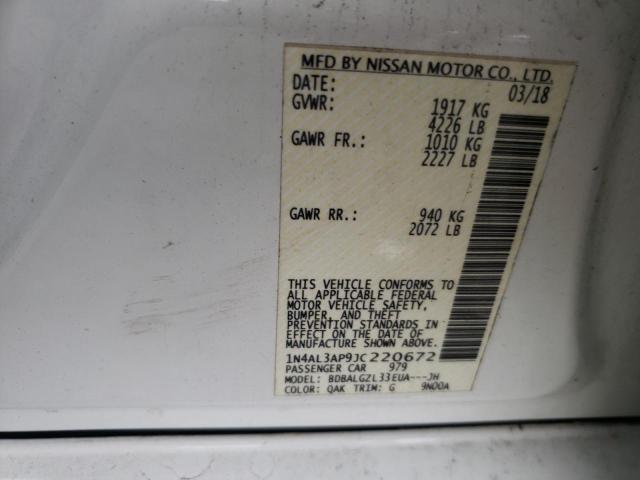 MFD BY NISSAN MOTOR CO., LTD.
DATE: 03/18
GVWR: 1917 KG
4226 LB
GAWR FR.: 1010 KG
2227 LB
GAWR RR.: 940 KG
2072 LB
THIS VEHICLE CONFORMS TO
ALL APPLICABLE FEDERAL
MOTOR VEHICLE SAFETY,
BUMPER, AND THEFT
PREVENTION STANDARDS IN
EFFECT ON THE DATE OF
MANUFACTURE SHOWN ABOVE.
1N4AL3AP9JC220672
PASSENGER CAR 979
MODEL: BDBALGZL33EUA---JH
COLOR: QAK TRIM: G 9N00A